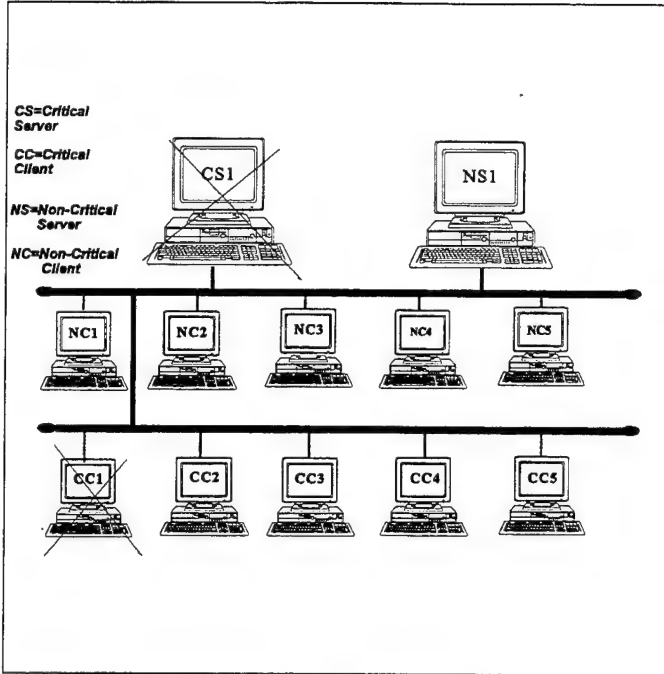 CS=Critical
Server
CC=Critical
Client
NS=Non-Critical
Server
NC=Non-Critical
Client
CS1
NS1
NC1
NC2
NC3
NC4
NC5
CC1
CC2
CC3
CC4
CC5